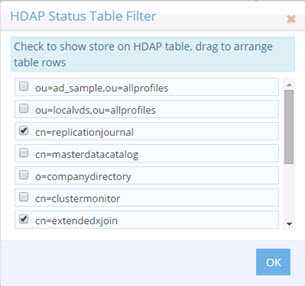 HDAP Status Table Filter
Check to show store on HDAP table, drag to arrange
table rows
ou=ad_sample,ou=allprofiles
ou=localvds,ou=allprofiles
cn=replicationjournal
cn=masterdatacatalog
o=companydirectory
cn=clustermonitor
cn=extendedxjoin
OK